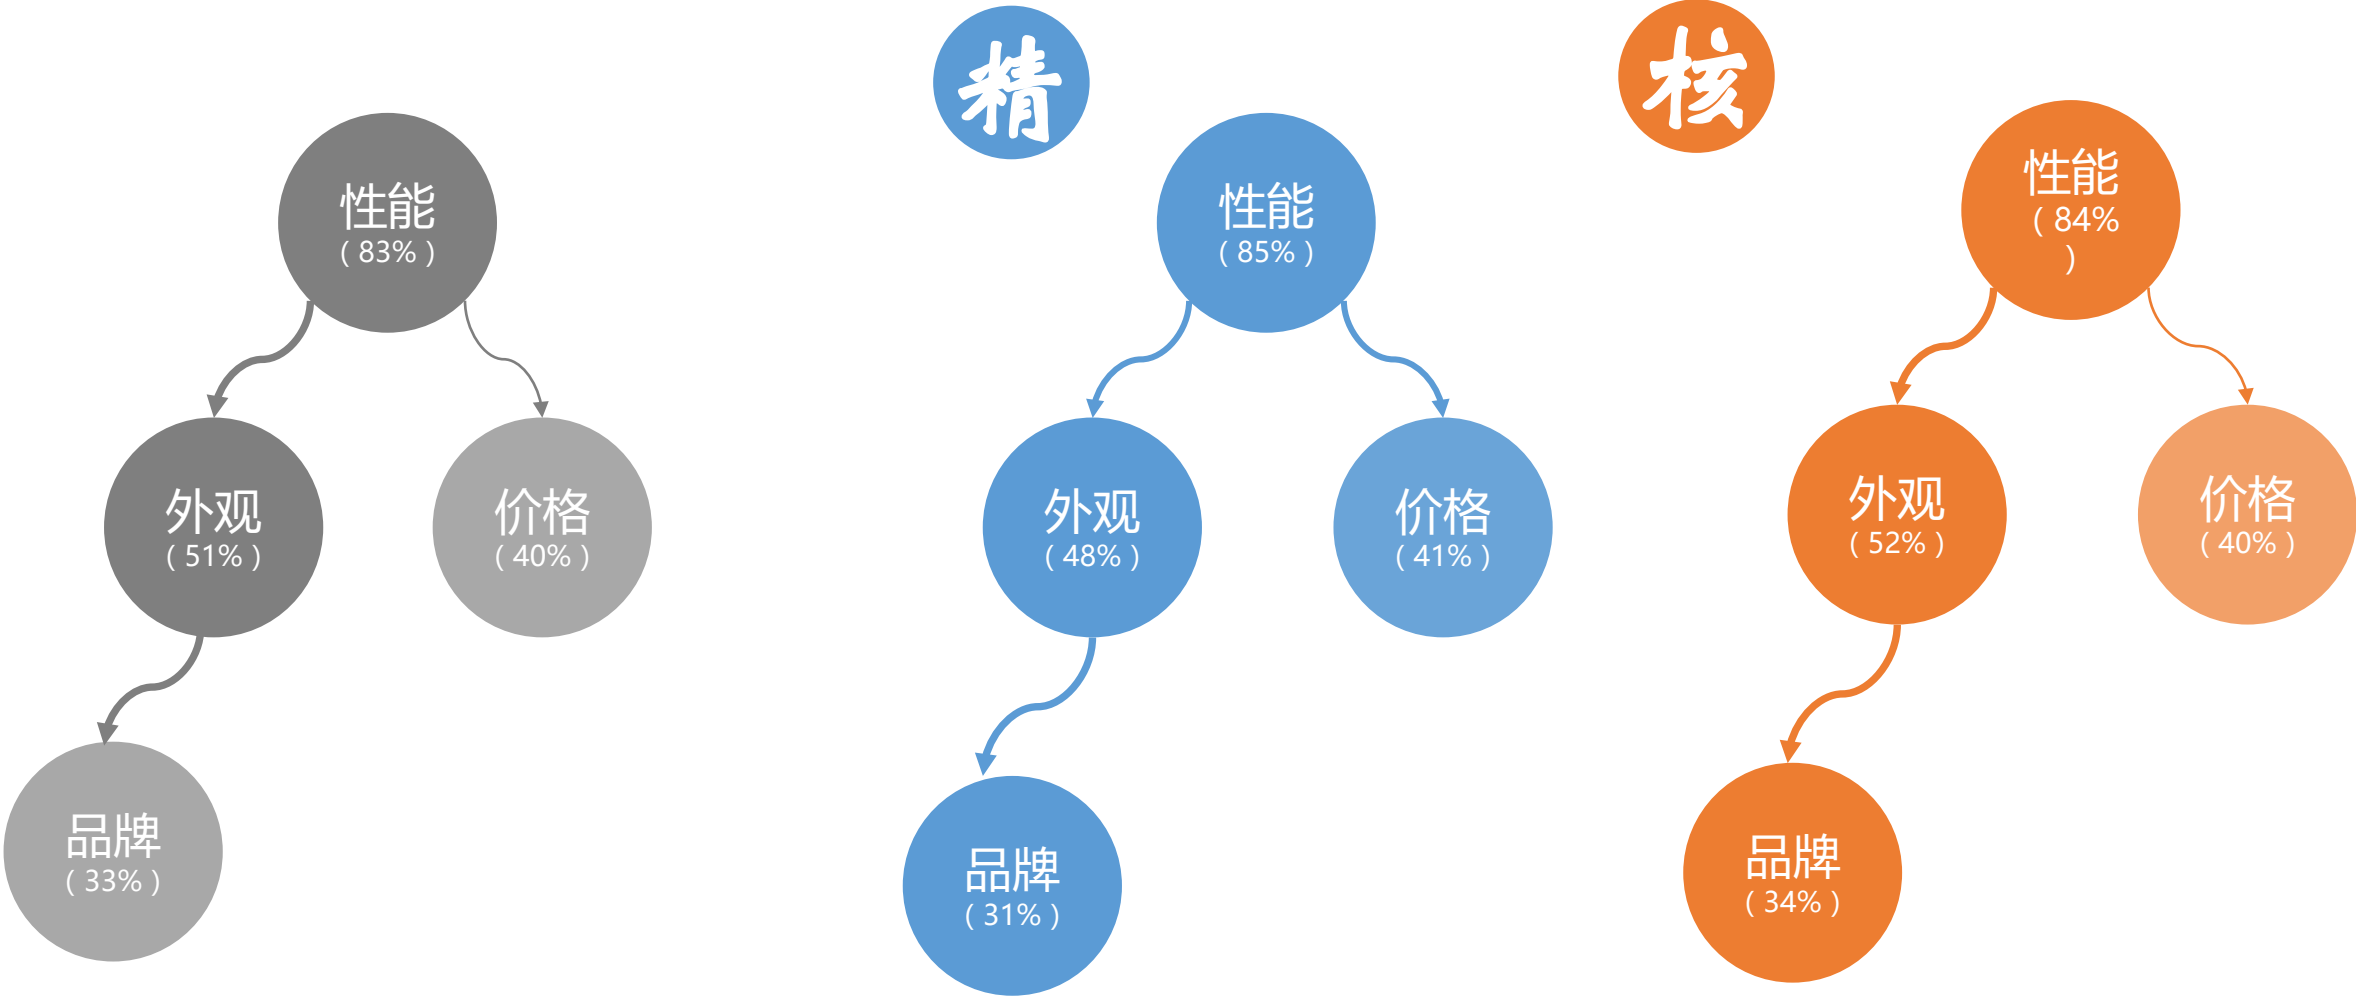 精
核
性能
（83%）
外观
（51%）
价格
（40%）
品牌
（33%）
性能
（85%）
外观
（48%）
价格
（41%）
品牌
（31%）
性能
（84%
）
外观
（52%）
价格
（40%）
品牌
（34%）